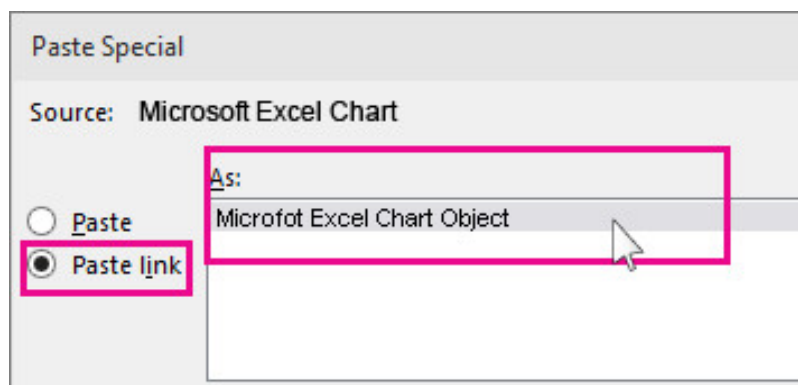 Paste Special
Source: Microsoft Excel Chart
As:
Paste
Microfot Excel Chart Object
Paste link